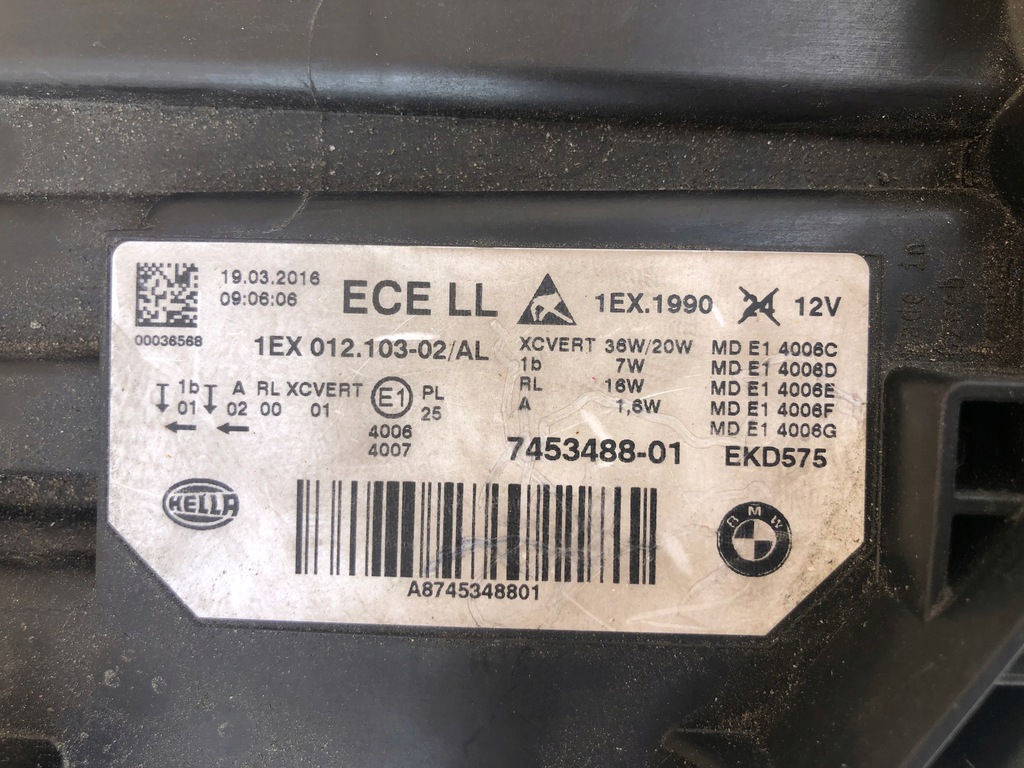 19.03.2016
09:06:06
ECE LL
1EX.1990
24 12V
00036568
1EX 012.103-02/AL
XCVERT 36W/20W
1b 7W
RL 16W
A 1,6W
MD E1 4006C
MD E1 4006D
MD E1 4006E
MD E1 4006F
MD E1 4006G
1b A RL XCVERT
01 02 00 01
E1
PL
25
4006
4007
7453488-01
EKD575
HELLA
BMW
A8745348801